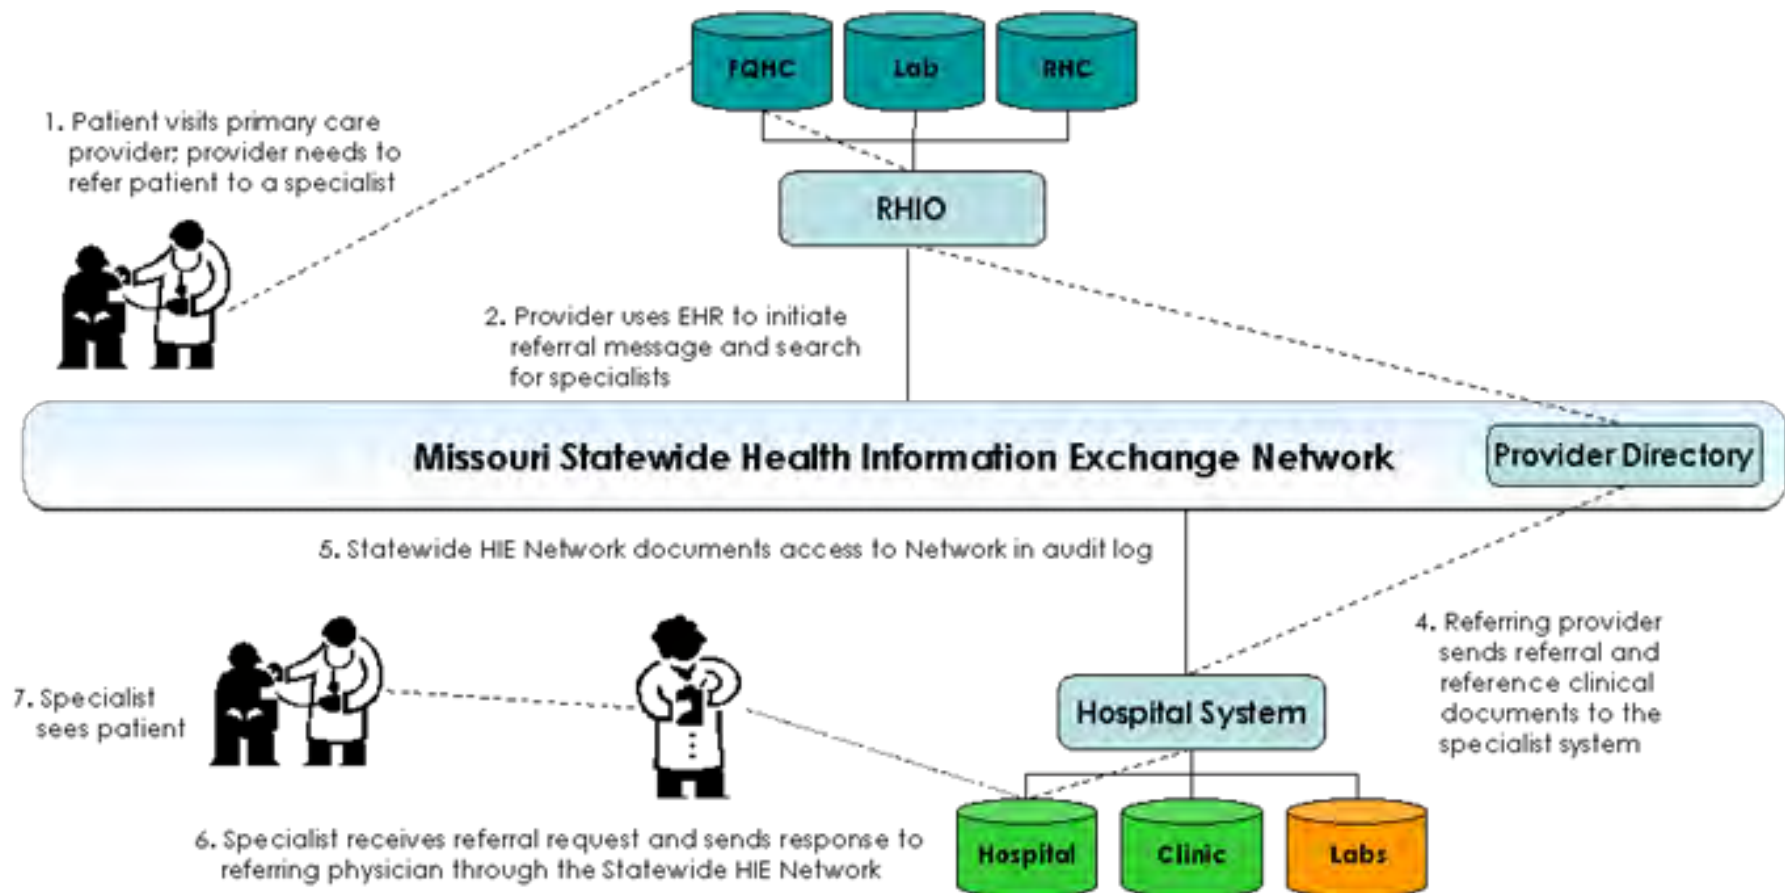 FQHC
Lab
RHC
1. Patient visits primary care
provider; provider needs to
refer patient to a specialist
RHIO
2. Provider uses EHR to initiate
referral message and search
for specialists
Missouri Statewide Health Information Exchange Network
Provider Directory
5. Statewide HIE Network documents access to Network in audit log
4. Referring provider
sends referral and
reference clinical
documents to the
specialist system
7. Specialist
sees patient
Hospital System
6. Specialist receives referral request and sends response to
referring physician through the Statewide HIE Network
Hospital
Clinic
Labs